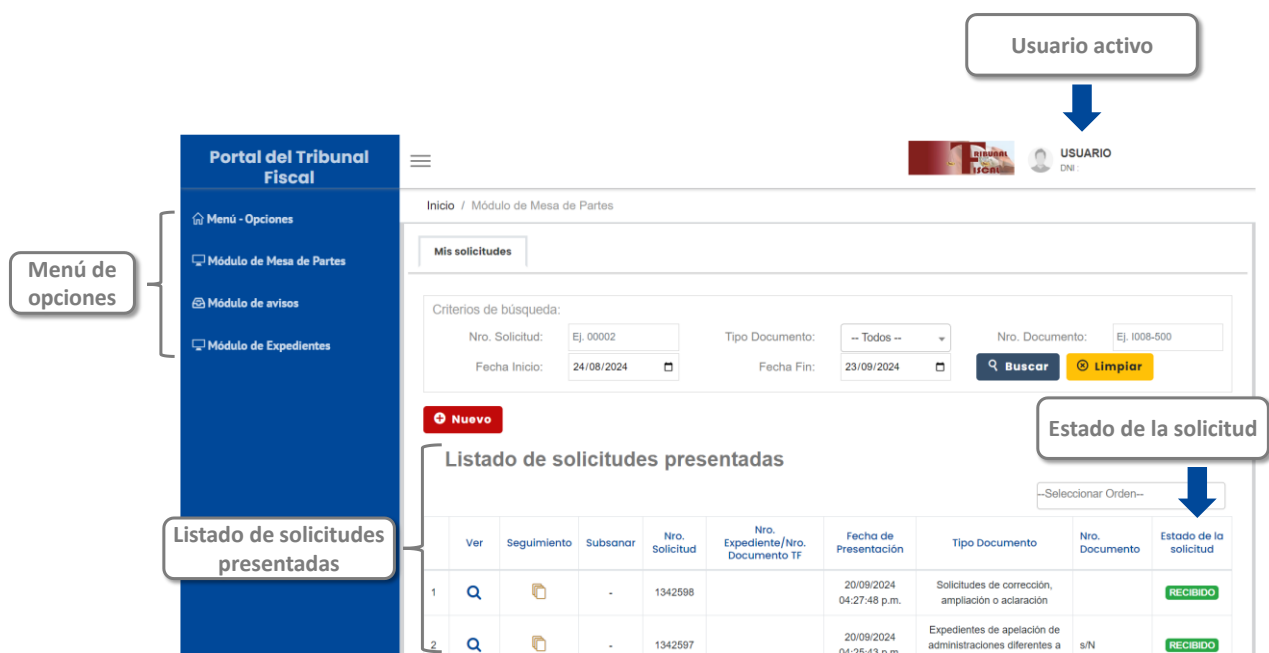 Usuario activo
Portal del Tribunal
Fiscal
TRIBUNAL
FISCAL
USUARIO
DNI :
Inicio / Módulo de Mesa de Partes
Menú - Opciones
Módulo de Mesa de Partes
Módulo de avisos
Módulo de Expedientes
Menú de
opciones
Mis solicitudes
Criterios de búsqueda:
Nro. Solicitud: Ej. 00002 Tipo Documento: -- Todos -- Nro. Documento: Ej. I008-500
Fecha Inicio: 24/08/2024 Fecha Fin: 23/09/2024 Buscar Limpiar
Nuevo
Estado de la solicitud
Listado de solicitudes presentadas
--Seleccionar Orden--
Listado de solicitudes
presentadas
Ver Seguimiento Subsanar Nro.
Solicitud Nro.
Expediente/Nro.
Documento TF Fecha de
Presentación Tipo Documento Nro.
Documento Estado de la
solicitud
1 - 1342598 20/09/2024
04:27:48 p.m. Solicitudes de corrección,
ampliación o aclaración RECIBIDO
2 - 1342597 20/09/2024
04:25:43 p.m. Expedientes de apelación de
administraciones diferentes a s/N RECIBIDO